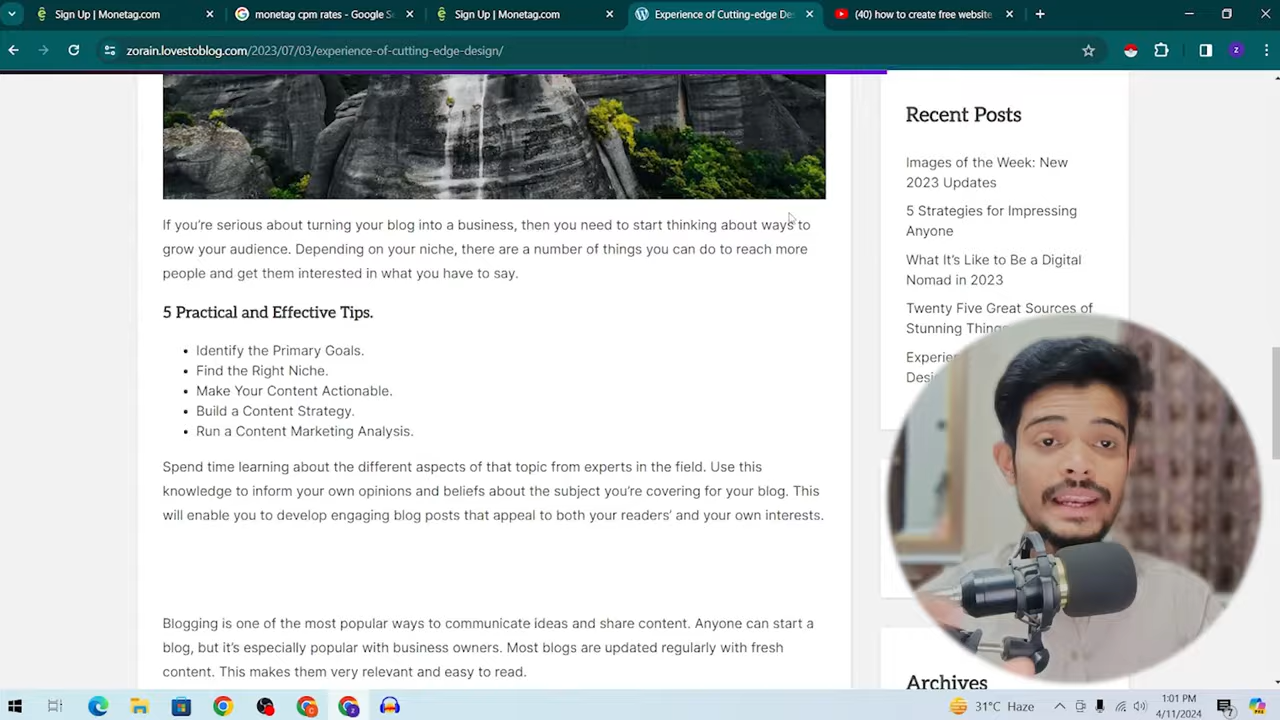 Sign Up | Monetag.com
monetag cpm rates - Google Se
Sign Up | Monetag.com
Experience of Cutting-edge De
(40) how to create free website
zorain.lovestoblog.com/2023/07/03/experience-of-cutting-edge-design/
If you're serious about turning your blog into a business, then you need to start thinking about ways to
grow your audience. Depending on your niche, there are a number of things you can do to reach more
people and get them interested in what you have to say.
5 Practical and Effective Tips.
• Identify the Primary Goals.
• Find the Right Niche.
• Make Your Content Actionable.
• Build a Content Strategy.
• Run a Content Marketing Analysis.
Spend time learning about the different aspects of that topic from experts in the field. Use this
knowledge to inform your own opinions and beliefs about the subject you're covering for your blog. This
will enable you to develop engaging blog posts that appeal to both your readers' and your own interests.
Blogging is one of the most popular ways to communicate ideas and share content. Anyone can start a
blog, but it's especially popular with business owners. Most blogs are updated regularly with fresh
content. This makes them very relevant and easy to read.
Recent Posts
Images of the Week: New
2023 Updates
5 Strategies for Impressing
Anyone
What It's Like to Be a Digital
Nomad in 2023
Twenty Five Great Sources of
Stunning Thing
Experie
De
Archives
31°C Haze
1:01 PM
4/11/2024